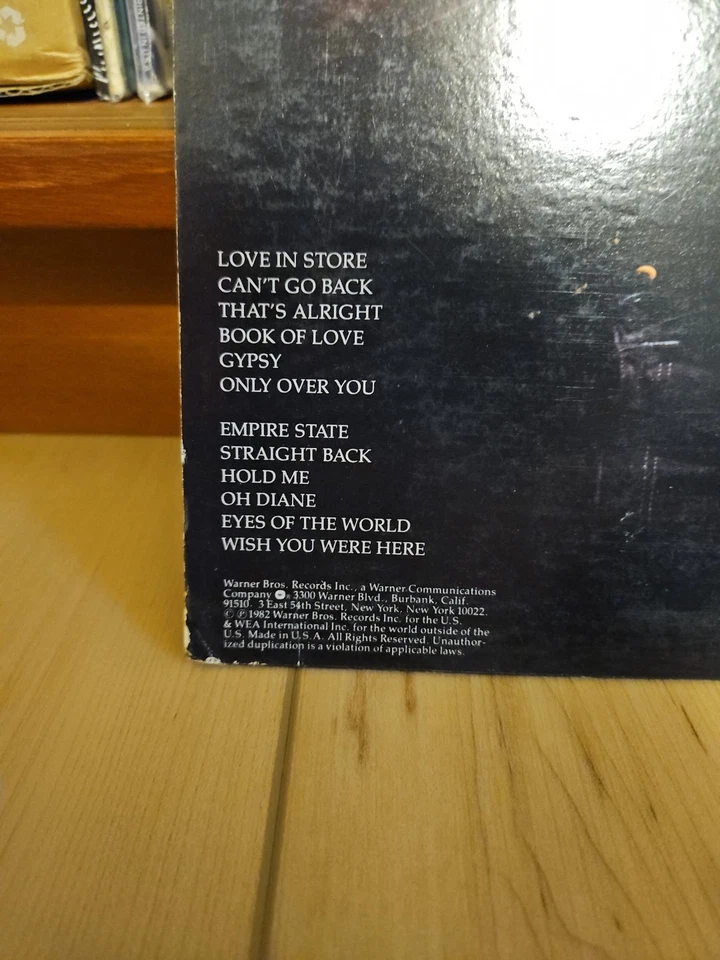 LOVE IN STORE
CAN'T GO BACK
THAT'S ALRIGHT
BOOK OF LOVE
GYPSY
ONLY OVER YOU
EMPIRE STATE
STRAIGHT BACK
HOLD ME
OH DIANE
EYES OF THE WORLD
WISH YOU WERE HERE
Warner Bros. Records Inc., a Warner Communications
Company 3300 Warner Blvd., Burbank, Calif.
91510. 3 East 54th Street, New York, New York 10022.
© ℗ 1982 Warner Bros. Records Inc. for the U.S.
& WEA International Inc. for the world outside of the
U.S. Made in U.S.A. All Rights Reserved. Unauthor-
ized duplication is a violation of applicable laws.